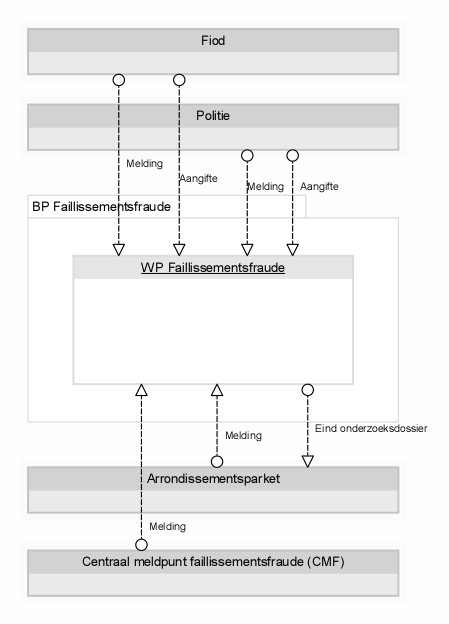 Fiod
Politie
Melding
Aangifte
Melding
Aangifte
BP Faillissementsfraude
WP Faillissementsfraude
Eind onderzoeksdossier
Melding
Arrondissementsparket
Melding
Centraal meldpunt faillissementsfraude (CMF)